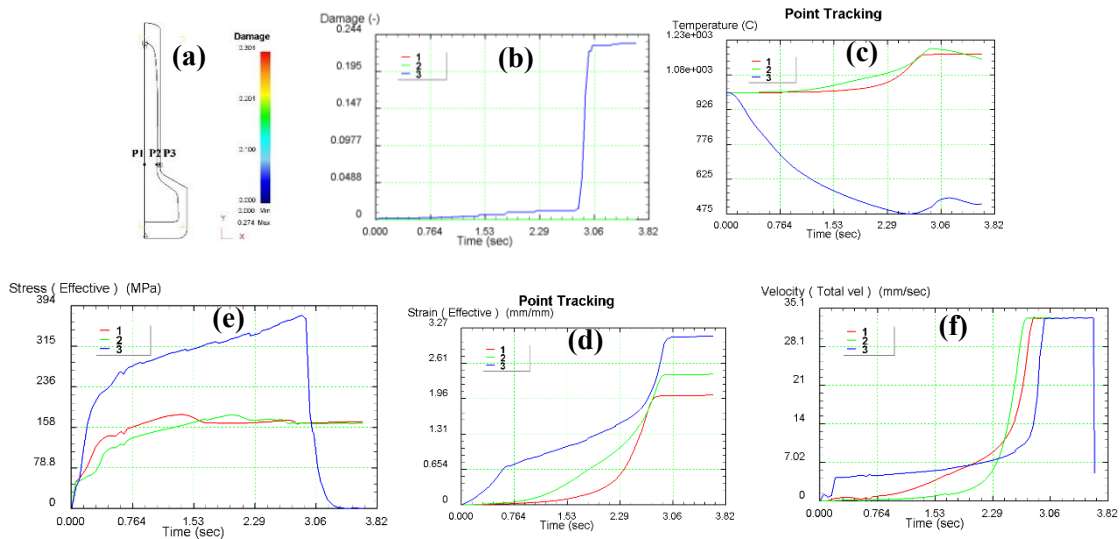 (a)
Damage
0.301
0.201
0.100
0.000
0.000 Min
0.274 Max
P1 P2 P3
Y
X
Damage (-)
(b)
0.244
0.195
0.147
0.0977
0.0488
0
1
2
3
0.000 0.764 1.53 2.29 3.06 3.82
Time (sec)
Point Tracking
Temperature (C)
(c)
1.23e+003
1.08e+003
926
776
625
475
1
2
3
0.000 0.764 1.53 2.29 3.06 3.82
Time (sec)
Stress ( Effective ) (MPa)
(e)
394
315
236
158
78.8
0
1
2
3
0.000 0.764 1.53 2.29 3.06 3.82
Time (sec)
Point Tracking
Strain ( Effective ) (mm/mm)
(d)
3.27
2.61
1.96
1.31
0.654
0
1
2
3
0.000 0.764 1.53 2.29 3.06 3.82
Time (sec)
Velocity ( Total vel ) (mm/sec)
(f)
35.1
28.1
21
14
7.02
0
1
2
3
0.000 0.764 1.53 2.29 3.06 3.82
Time (sec)